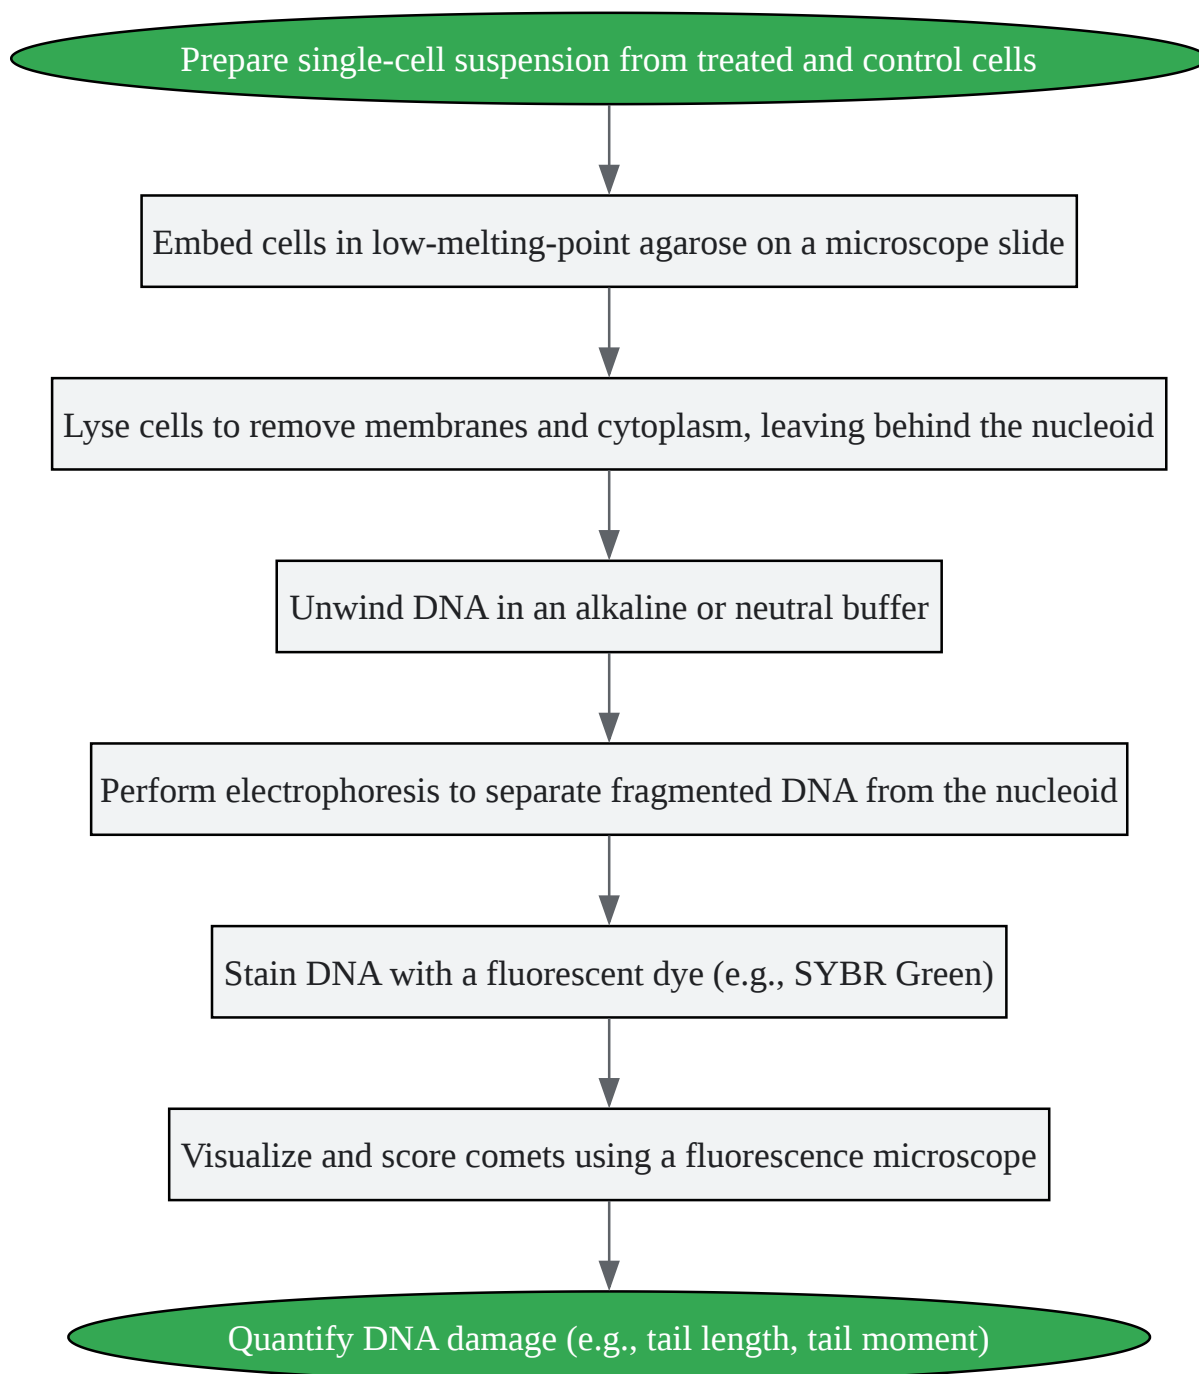 Prepare single-cell suspension from treated and control cells
Embed cells in low-melting-point agarose on a microscope slide
Lyse cells to remove membranes and cytoplasm, leaving behind the nucleoid
Unwind DNA in an alkaline or neutral buffer
Perform electrophoresis to separate fragmented DNA from the nucleoid
Stain DNA with a fluorescent dye (e.g., SYBR Green)
Visualize and score comets using a fluorescence microscope
Quantify DNA damage (e.g., tail length, tail moment)